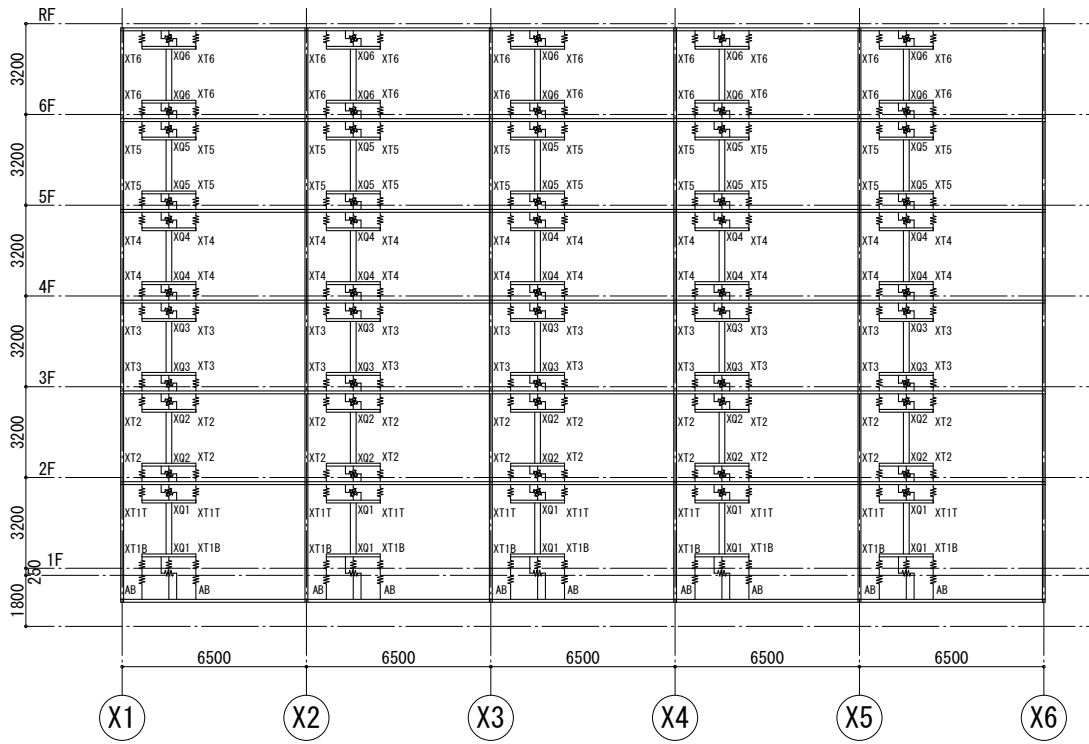 RF
3200
XT6 XQ6 XT6 XT6 XQ6 XT6 XT6 XQ6 XT6 XT6 XQ6 XT6 XT6 XQ6 XT6
XT6 XQ6 XT6 XT6 XQ6 XT6 XT6 XQ6 XT6 XT6 XQ6 XT6 XT6 XQ6 XT6
6F
3200
XT5 XQ5 XT5 XT5 XQ5 XT5 XT5 XQ5 XT5 XT5 XQ5 XT5 XT5 XQ5 XT5
XT5 XQ5 XT5 XT5 XQ5 XT5 XT5 XQ5 XT5 XT5 XQ5 XT5 XT5 XQ5 XT5
5F
3200
XT4 XQ4 XT4 XT4 XQ4 XT4 XT4 XQ4 XT4 XT4 XQ4 XT4 XT4 XQ4 XT4
XT4 XQ4 XT4 XT4 XQ4 XT4 XT4 XQ4 XT4 XT4 XQ4 XT4 XT4 XQ4 XT4
4F
3200
XT3 XQ3 XT3 XT3 XQ3 XT3 XT3 XQ3 XT3 XT3 XQ3 XT3 XT3 XQ3 XT3
XT3 XQ3 XT3 XT3 XQ3 XT3 XT3 XQ3 XT3 XT3 XQ3 XT3 XT3 XQ3 XT3
3F
3200
XT2 XQ2 XT2 XT2 XQ2 XT2 XT2 XQ2 XT2 XT2 XQ2 XT2 XT2 XQ2 XT2
XT2 XQ2 XT2 XT2 XQ2 XT2 XT2 XQ2 XT2 XT2 XQ2 XT2 XT2 XQ2 XT2
2F
3200
XT1T XQ1 XT1T XT1T XQ1 XT1T XT1T XQ1 XT1T XT1T XQ1 XT1T XT1T XQ1 XT1T
XT1B XQ1 XT1B XT1B XQ1 XT1B XT1B XQ1 XT1B XT1B XQ1 XT1B XT1B XQ1 XT1B
1F
250
1800
AB AB AB AB AB AB AB AB AB AB
6500 6500 6500 6500 6500
X1 X2 X3 X4 X5 X6